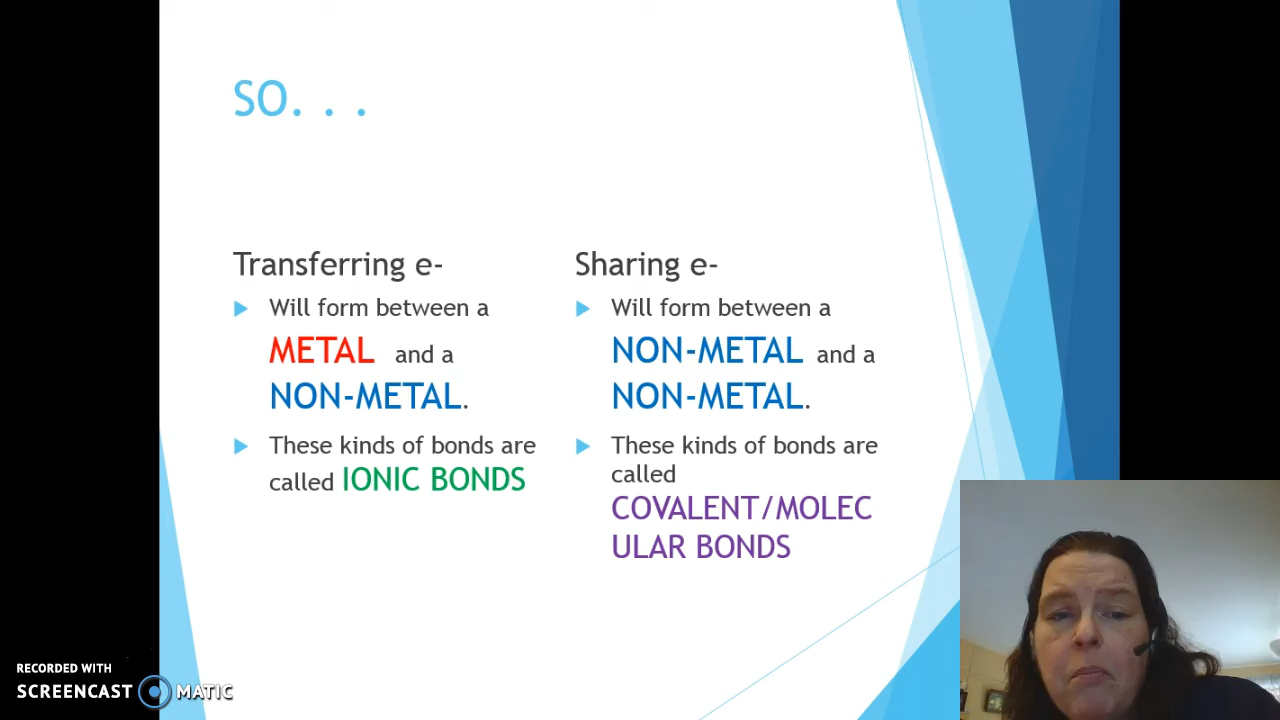 SO. . .
Transferring e-
Will form between a
METAL and a
NON-METAL.
These kinds of bonds are
called IONIC BONDS
Sharing e-
Will form between a
NON-METAL and a
NON-METAL.
These kinds of bonds are
called
COVALENT/MOLEC
ULAR BONDS
RECORDED WITH
SCREENCAST MATIC